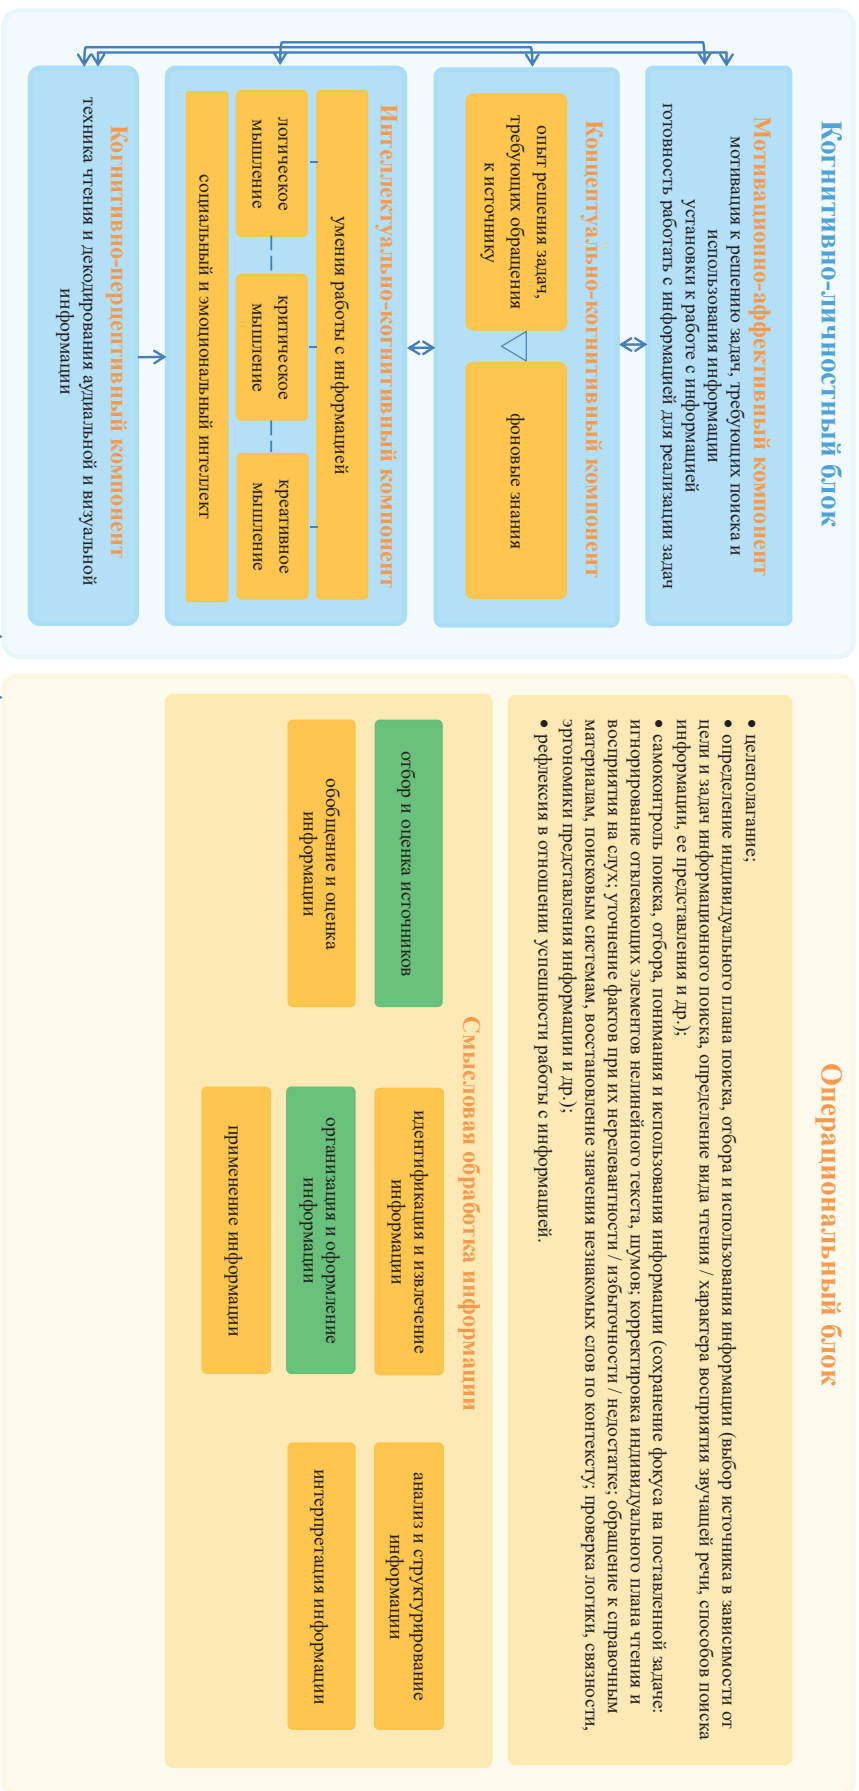 Когнитивно-личностный блок
Мотивационно-аффективный компонент
мотивация к решению задач, требующих поиска и
использования информации
установки к работе с информацией
готовность работать с информацией для реализации задач
Концептуально-когнитивный компонент
опыт решения задач,
требующих обращения
к источнику
фоновые знания
Интеллектуально-когнитивный компонент
умения работы с информацией
логическое
мышление
критическое
мышление
креативное
мышление
социальный и эмоциональный интеллект
Когнитивно-перцептивный компонент
техника чтения и декодирования аудиальной и визуальной
информации
Операциональный блок
• целеполагание;
• определение индивидуального плана поиска, отбора и использования информации (выбор источника в зависимости от
цели и задач информационного поиска, определение вида чтения / характера восприятия звучащей речи, способов поиска
информации, ее представления и др.);
• самоконтроль поиска, отбора, понимания и использования информации (сохранение фокуса на поставленной задаче:
игнорирование отвлекающих элементов нелинейного текста, шумов; корректировка индивидуального плана чтения и
восприятия на слух; уточнение фактов при их нерелевантности / избыточности / недостатке; обращение к справочным
материалам, поисковым системам, восстановление значения незнакомых слов по контексту; проверка логики, связности,
эргономики представления информации и др.);
• рефлексия в отношении успешности работы с информацией.
Смысловая обработка информации
отбор и оценка источников
идентификация и извлечение
информации
анализ и структурирование
информации
обобщение и оценка
информации
организация и оформление
информации
интерпретация информации
применение информации